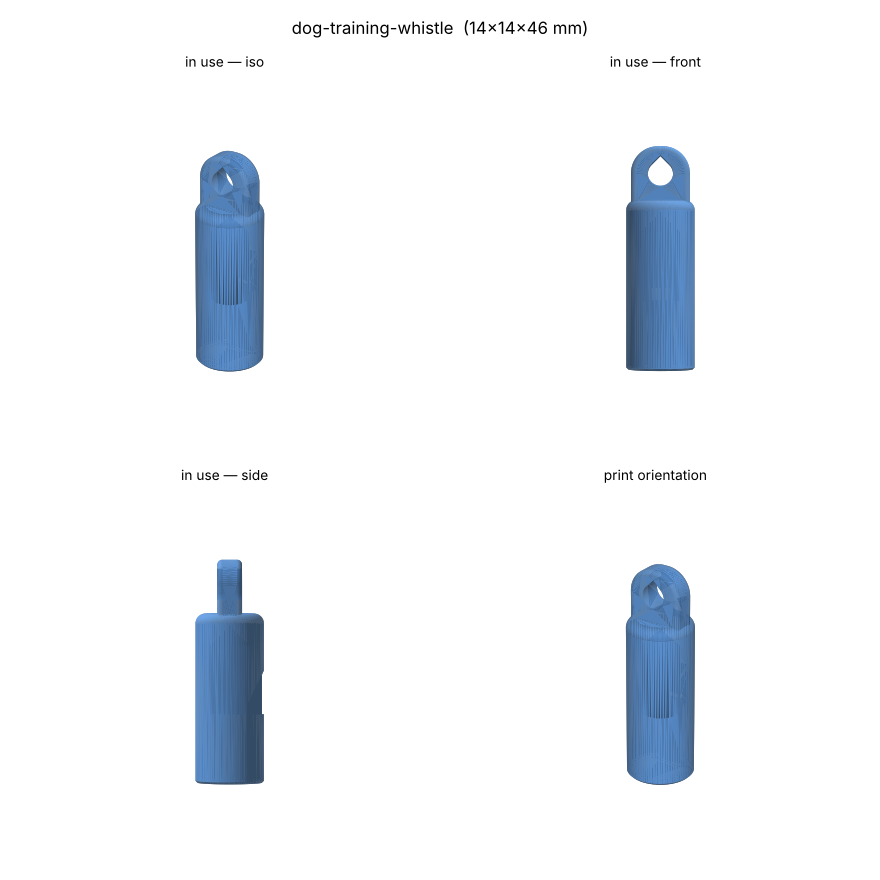 dog-training-whistle (14×14×46 mm)
in use — iso
in use — front
in use — side
print orientation